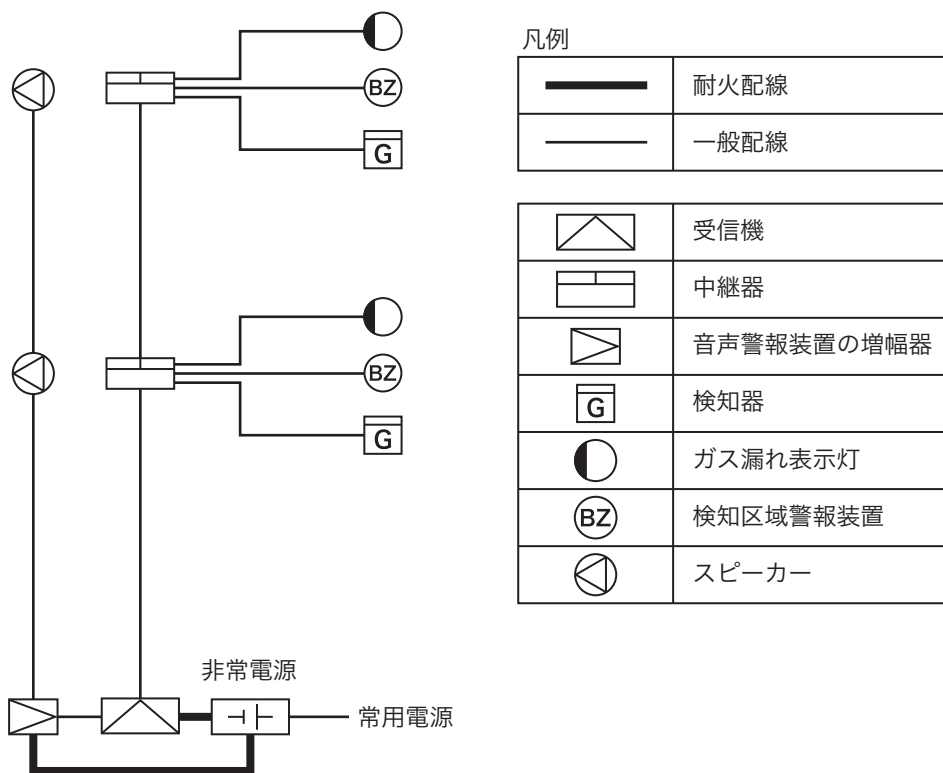 凡例
耐火配線
一般配線
受信機
中継器
音声警報装置の増幅器
G
検知器
ガス漏れ表示灯
BZ
検知区域警報装置
スピーカー
BZ
G
BZ
G
非常電源
常用電源